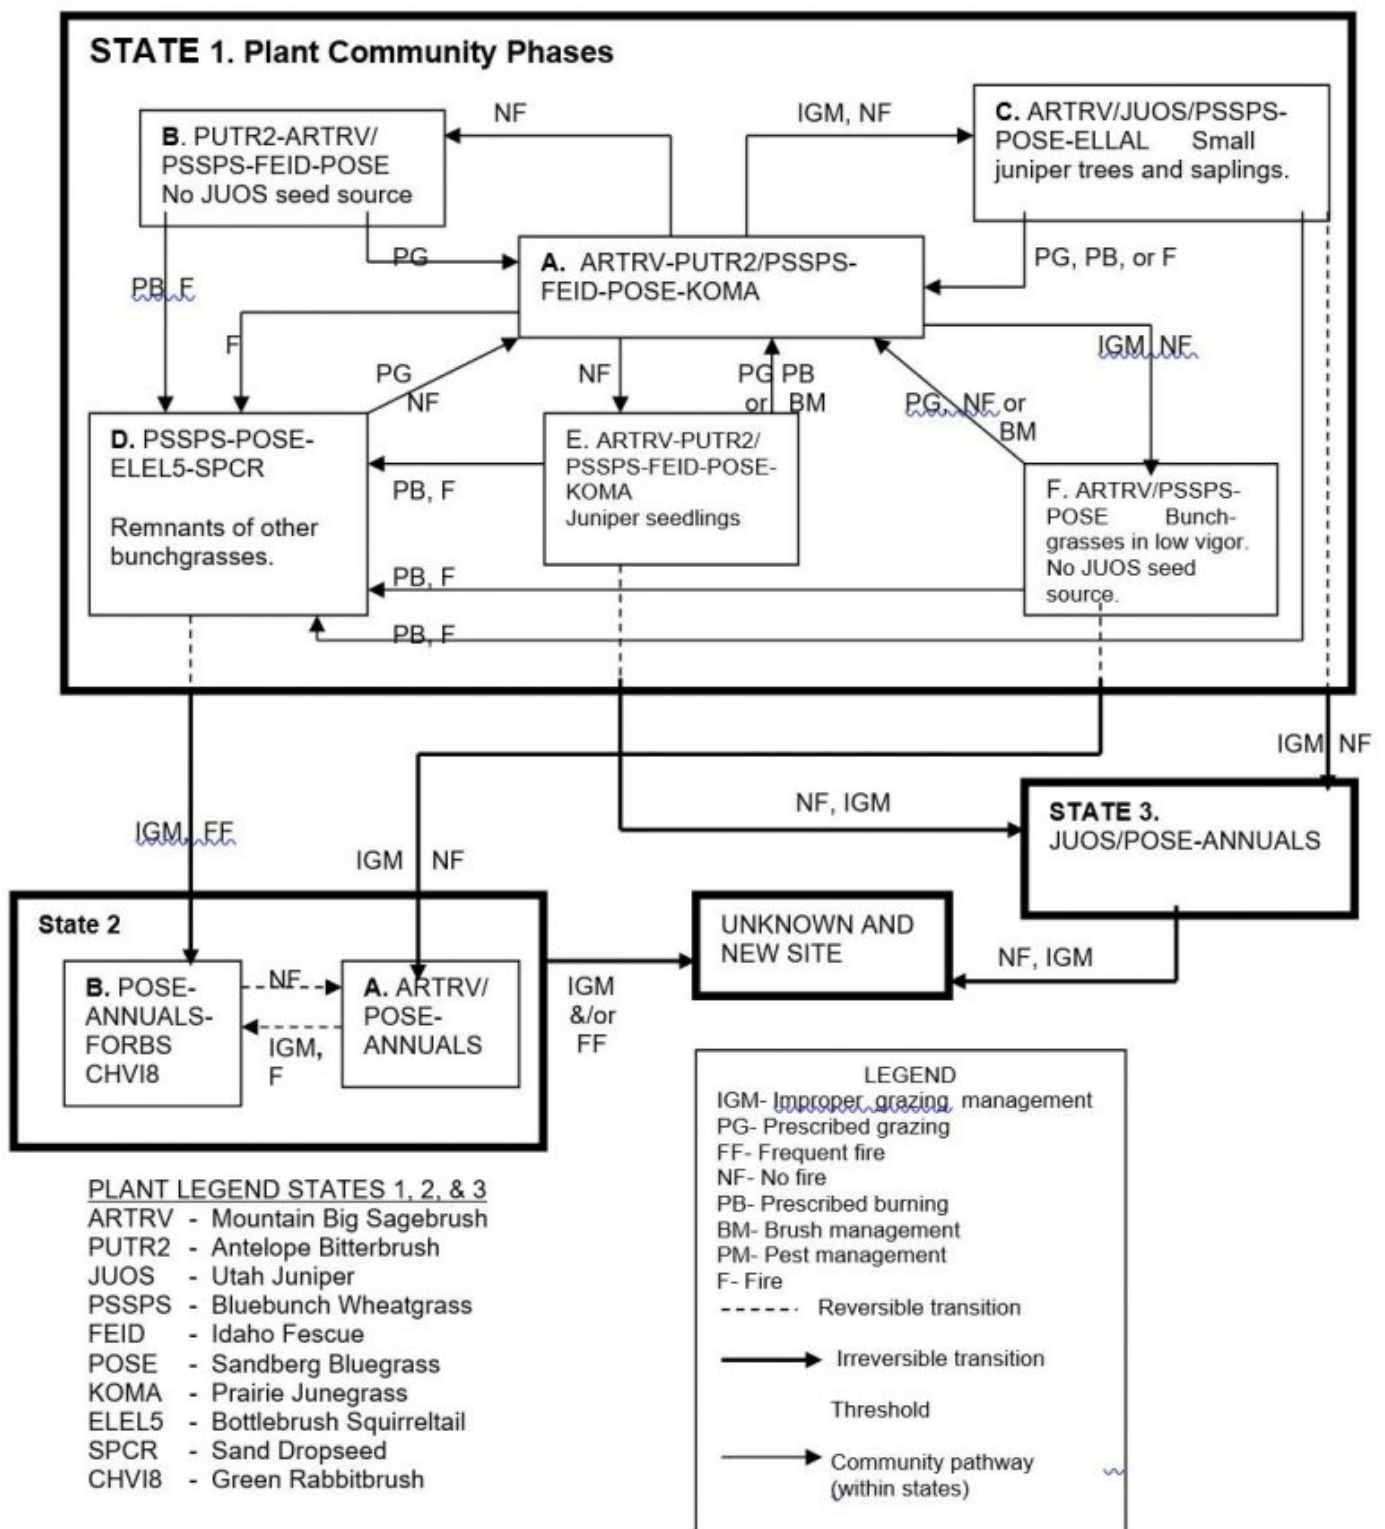 STATE 1. Plant Community Phases
NF
IGM, NF
B. PUTR2-ARTRV/
PSSPS-FEID-POSE
No JUOS seed source
C. ARTRV/JUOS/PSSPS-
POSE-ELLAL Small
juniper trees and saplings.
PG
PB F
PG, PB, or F
A. ARTRV-PUTR2/PSSPS-
FEID-POSE-KOMA
F
IGM NF
PG
NF
NF
PG PB
or BM
PG, NF or
BM
D. PSSPS-POSE-
ELEL5-SPCR
Remnants of other
bunchgrasses.
PB, F
E. ARTRV-PUTR2/
PSSPS-FEID-POSE-
KOMA
Juniper seedlings
F. ARTRV/PSSPS-
POSE Bunch-
grasses in low vigor.
No JUOS seed
source.
PB, F
PB, F
IGM NF
NF, IGM
IGM, FF
IGM NF
STATE 3.
JUOS/POSE-ANNUALS
State 2
B. POSE-
ANNUALS-
FORBS
CHVI8
NF
IGM,
F
A. ARTRV/
POSE-
ANNUALS
IGM
&/or
FF
UNKNOWN AND
NEW SITE
NF, IGM
LEGEND
IGM- Improper grazing management
PG- Prescribed grazing
FF- Frequent fire
NF- No fire
PB- Prescribed burning
BM- Brush management
PM- Pest management
F- Fire
Reversible transition
Irreversible transition
Threshold
Community pathway
(within states)
PLANT LEGEND STATES 1, 2, & 3
ARTRV - Mountain Big Sagebrush
PUTR2 - Antelope Bitterbrush
JUOS - Utah Juniper
PSSPS - Bluebunch Wheatgrass
FEID - Idaho Fescue
POSE - Sandberg Bluegrass
KOMA - Prairie Junegrass
ELEL5 - Bottlebrush Squirreltail
SPCR - Sand Dropseed
CHVI8 - Green Rabbitbrush